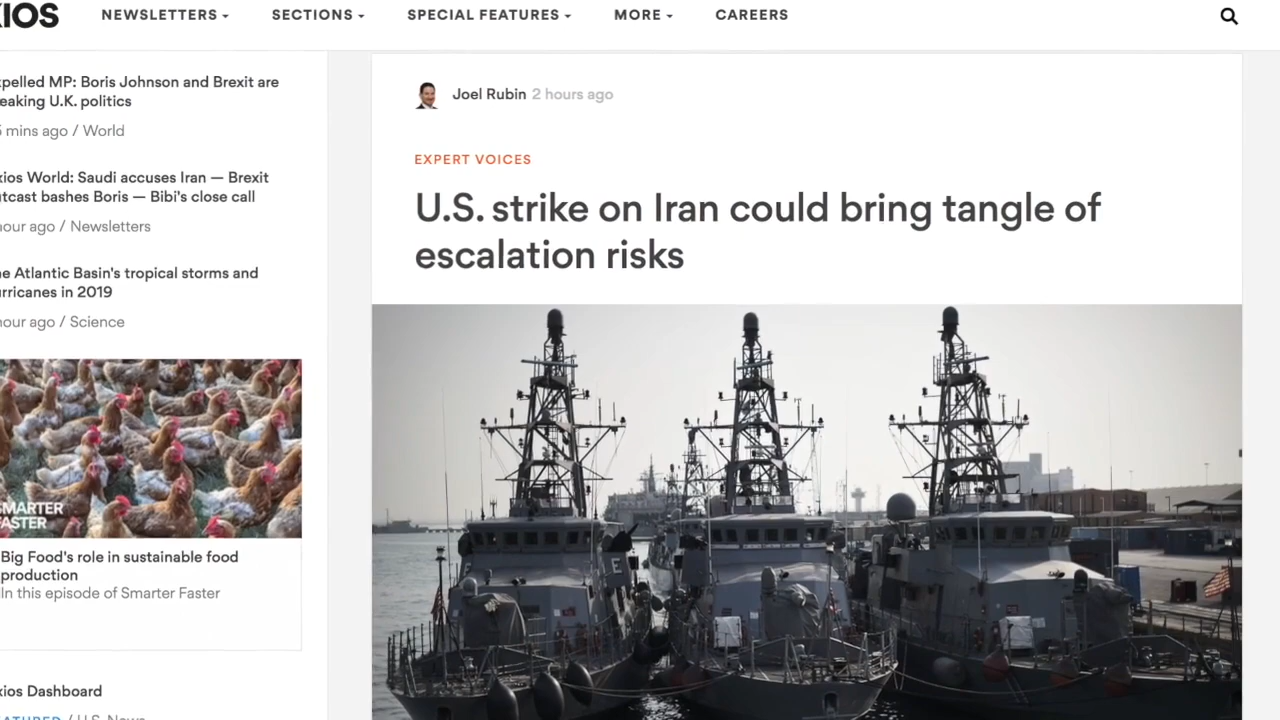 XIOS
NEWSLETTERS
SECTIONS
SPECIAL FEATURES
MORE
CAREERS
xpelled MP: Boris Johnson and Brexit are
eaking U.K. politics
5 mins ago / World
xios World: Saudi accuses Iran — Brexit
utcast bashes Boris — Bibi's close call
hour ago / Newsletters
he Atlantic Basin's tropical storms and
urricanes in 2019
hour ago / Science
SMARTER
FASTER
Big Food's role in sustainable food
production
In this episode of Smarter Faster
xios Dashboard
EATURED / U.S. News
Joel Rubin 2 hours ago
EXPERT VOICES
U.S. strike on Iran could bring tangle of
escalation risks
E